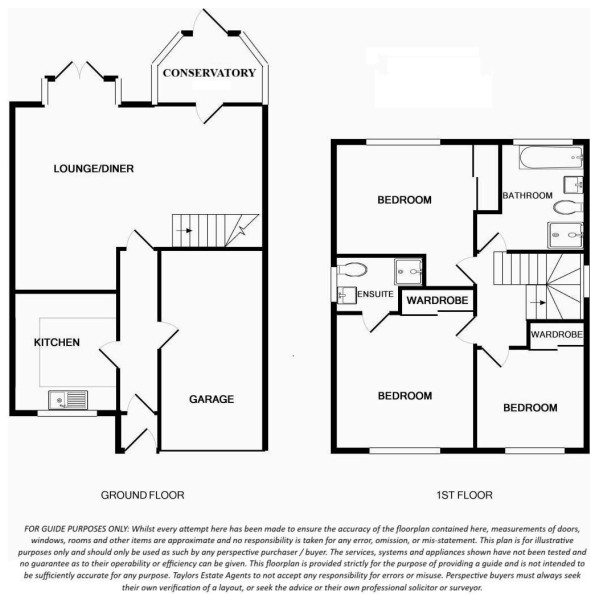 CONSERVATORY
LOUNGE/DINER
KITCHEN
GARAGE
GROUND FLOOR
BEDROOM
BATHROOM
ENSUITE
WARDROBE
WARDROBE
BEDROOM
BEDROOM
1ST FLOOR
FOR GUIDE PURPOSES ONLY: Whilst every attempt here has been made to ensure the accuracy of the floorplan contained here, measurements of doors,
windows, rooms and other items are approximate and no responsibility is taken for any error, omission, or mis-statement. This plan is for illustrative
purposes only and should only be used as such by any perspective purchaser / buyer. The services, systems and appliances shown have not been tested and
no guarantee as to their operability or efficiency can be given. This floorplan is provided strictly for the purpose of providing a guide and is not intended to
be sufficiently accurate for any purpose. Taylors Estate Agents to not accept any responsibility for errors or misuse. Perspective buyers must always seek
their own verification of a layout, or seek the advice or their own professional solicitor or surveyor.